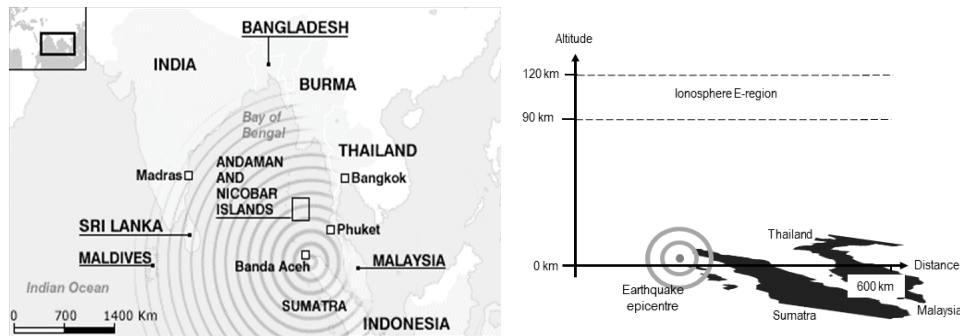 BANGLADESH
INDIA
BURMA
Bay of
Bengal
THAILAND
ANDAMAN
AND
NICOBAR
ISLANDS
Madras
Bangkok
SRI LANKA
Phuket
MALDIVES
Banda Aceh
MALAYSIA
Indian Ocean
SUMATRA
INDONESIA
0 700 1400 Km
Altitude
120 km
Ionosphere E-region
90 km
Thailand
0 km
Distance
Earthquake
epicentre
600 km
Sumatra
Malaysia